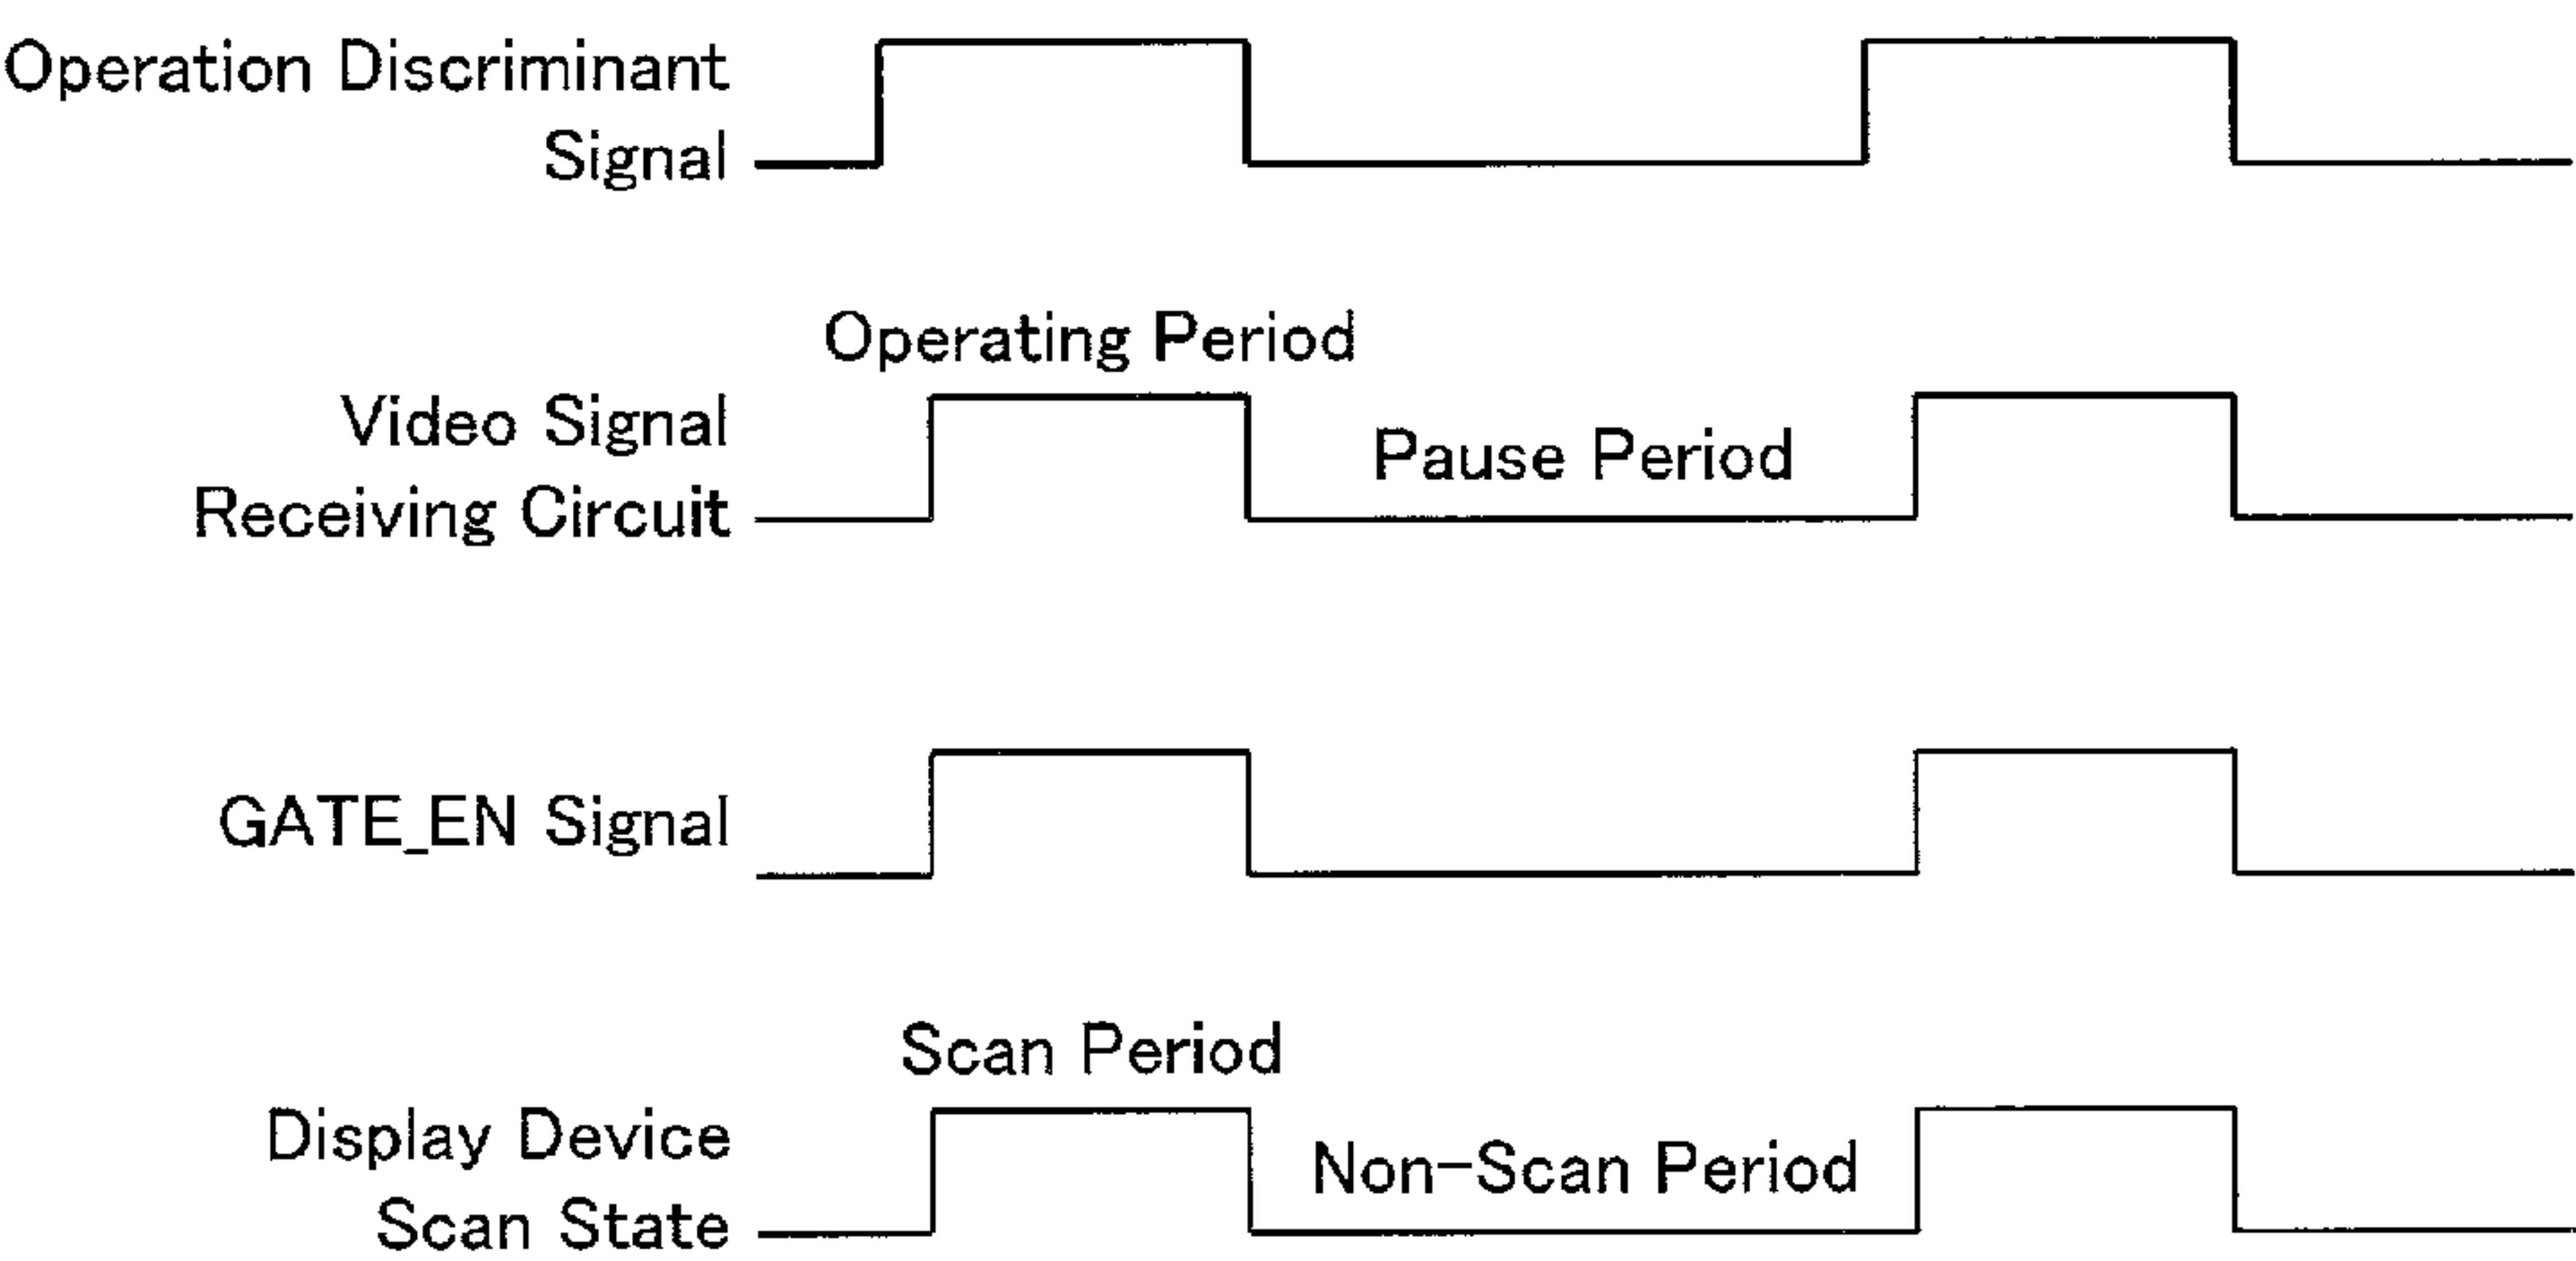 Operation Discriminant
Signal
Operating Period
Video Signal
Receiving Circuit
Pause Period
GATE_EN Signal
Scan Period
Display Device
Scan State
Non-Scan Period